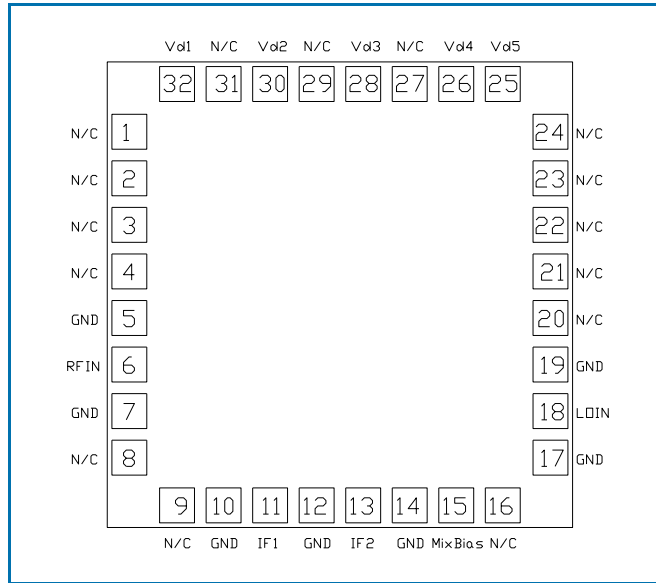 Vd1 N/C Vd2 N/C Vd3 N/C Vd4 Vd5
32 31 30 29 28 27 26 25
N/C 1 24 N/C
N/C 2 23 N/C
N/C 3 22 N/C
N/C 4 21 N/C
GND 5 20 N/C
RFIN 6 19 GND
GND 7 18 LOIN
N/C 8 17 GND
9 10 11 12 13 14 15 16
N/C GND IF1 GND IF2 GND MixBias N/C